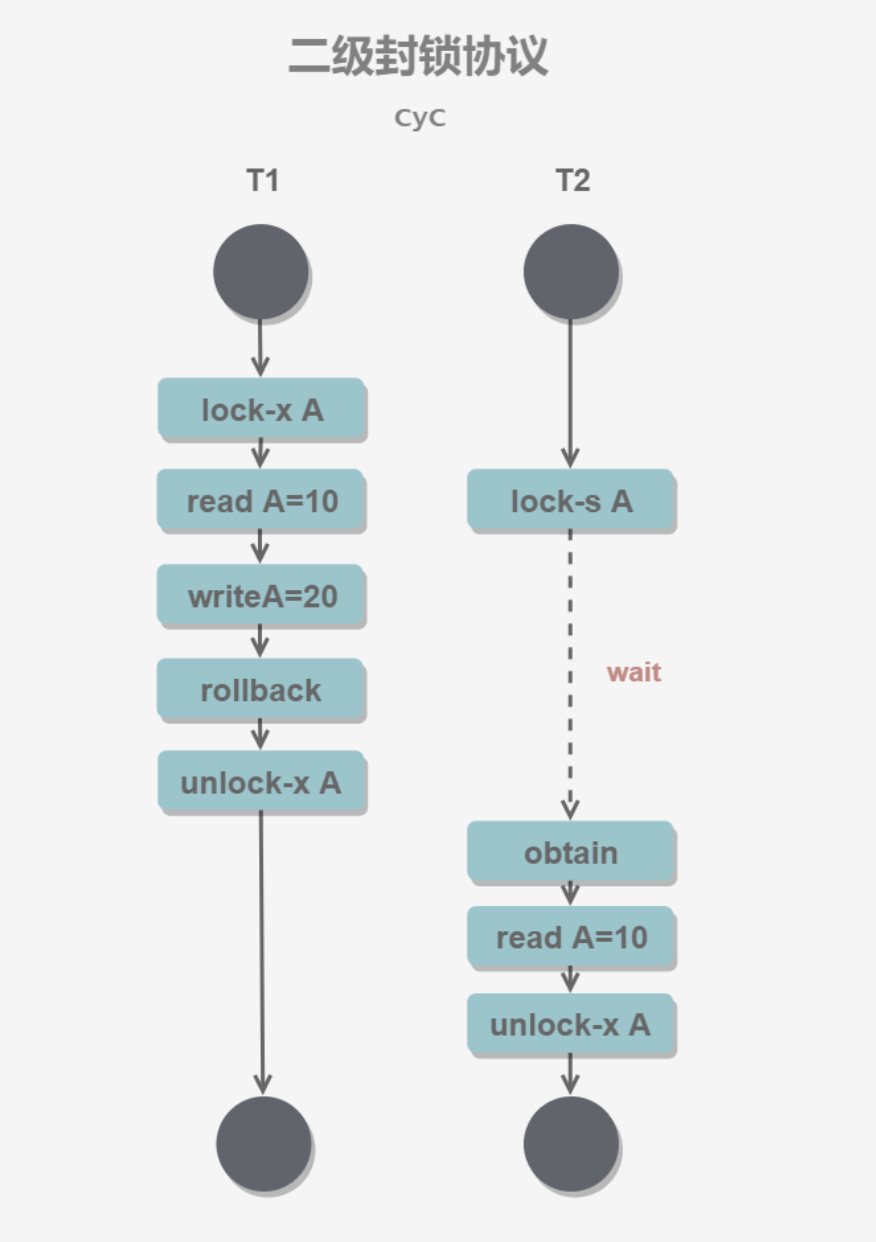 二级封锁协议
CyC
T1 T2
lock-x A
read A=10 lock-s A
writeA=20
wait
rollback
unlock-x A
obtain
read A=10
unlock-x A